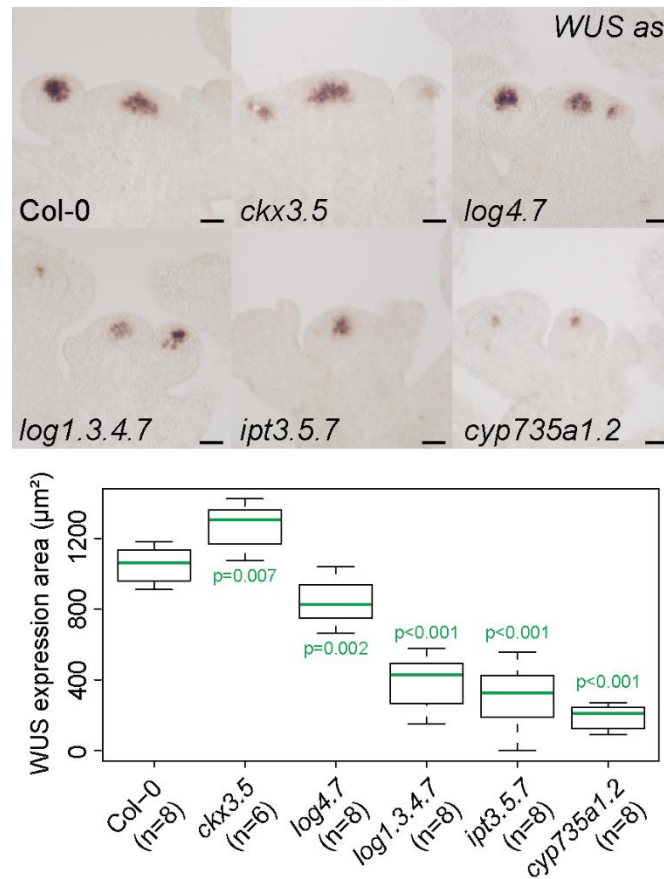 WUS as
Col-0
ckx3.5
log4.7
log1.3.4.7
ipt3.5.7
cyp735a1.2
WUS expression area (µm²)
1200
800
400
0
p=0.007
p=0.002
p<0.001
p<0.001
p<0.001
Col-0
(n=8)
ckx3.5
(n=6)
log4.7
(n=8)
log1.3.4.7
(n=8)
ipt3.5.7
(n=8)
cyp735a1.2
(n=8)